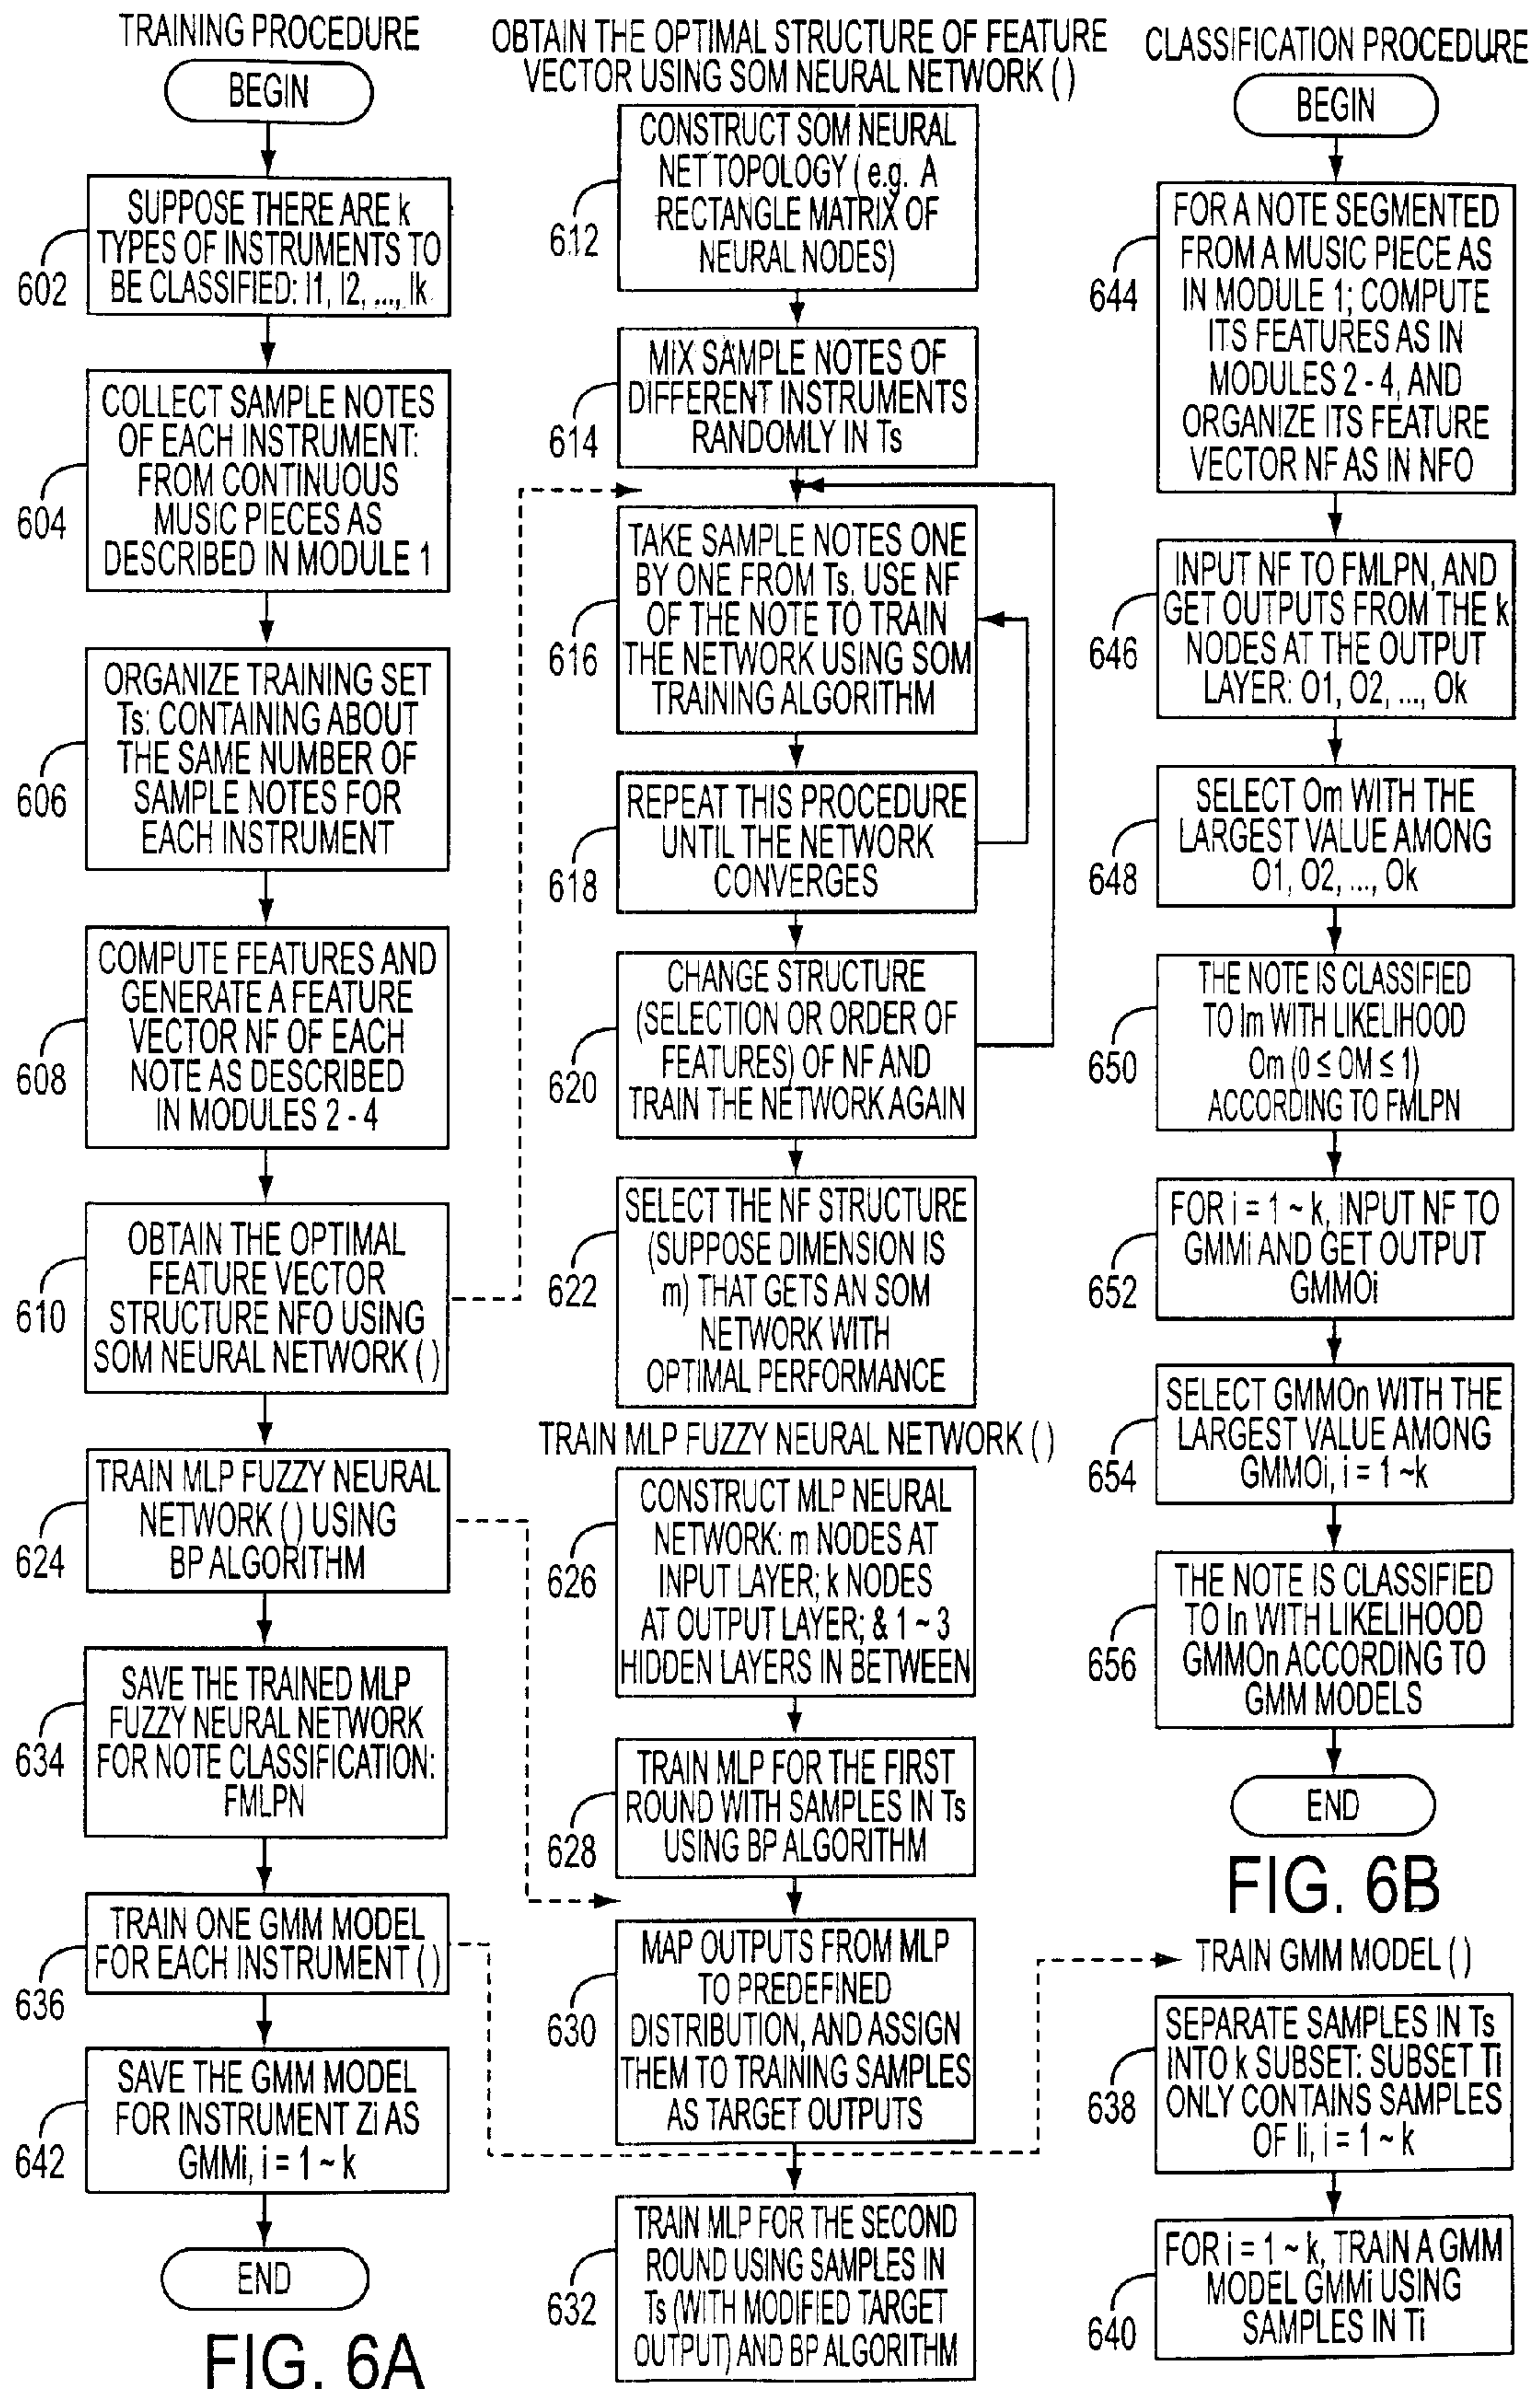 TRAINING PROCEDURE
BEGIN
SUPPOSE THERE ARE k
TYPES OF INSTRUMENTS TO
BE CLASSIFIED: I1, I2, ..., Ik
602
COLLECT SAMPLE NOTES
OF EACH INSTRUMENT:
FROM CONTINUOUS
MUSIC PIECES AS
DESCRIBED IN MODULE 1
604
ORGANIZE TRAINING SET
Ts: CONTAINING ABOUT
THE SAME NUMBER OF
SAMPLE NOTES FOR
EACH INSTRUMENT
606
COMPUTE FEATURES AND
GENERATE A FEATURE
VECTOR NF OF EACH
NOTE AS DESCRIBED
IN MODULES 2 - 4
608
OBTAIN THE OPTIMAL
FEATURE VECTOR
STRUCTURE NFO USING
SOM NEURAL NETWORK ( )
610
TRAIN MLP FUZZY NEURAL
NETWORK ( ) USING
BP ALGORITHM
624
SAVE THE TRAINED MLP
FUZZY NEURAL NETWORK
FOR NOTE CLASSIFICATION:
FMLPN
634
TRAIN ONE GMM MODEL
FOR EACH INSTRUMENT ( )
636
SAVE THE GMM MODEL
FOR INSTRUMENT Zi AS
GMMi, i = 1 ~ k
642
END
FIG. 6A
OBTAIN THE OPTIMAL STRUCTURE OF FEATURE
VECTOR USING SOM NEURAL NETWORK ( )
CONSTRUCT SOM NEURAL
NET TOPOLOGY ( e.g. A
RECTANGLE MATRIX OF
NEURAL NODES)
612
MIX SAMPLE NOTES OF
DIFFERENT INSTRUMENTS
RANDOMLY IN Ts
614
TAKE SAMPLE NOTES ONE
BY ONE FROM Ts, USE NF
OF THE NOTE TO TRAIN
THE NETWORK USING SOM
TRAINING ALGORITHM
616
REPEAT THIS PROCEDURE
UNTIL THE NETWORK
CONVERGES
618
CHANGE STRUCTURE
(SELECTION OR ORDER OF
FEATURES) OF NF AND
TRAIN THE NETWORK AGAIN
620
SELECT THE NF STRUCTURE
(SUPPOSE DIMENSION IS
m) THAT GETS AN SOM
NETWORK WITH
OPTIMAL PERFORMANCE
622
TRAIN MLP FUZZY NEURAL NETWORK ( )
CONSTRUCT MLP NEURAL
NETWORK: m NODES AT
INPUT LAYER; k NODES
AT OUTPUT LAYER; & 1 ~ 3
HIDDEN LAYERS IN BETWEEN
626
TRAIN MLP FOR THE FIRST
ROUND WITH SAMPLES IN Ts
USING BP ALGORITHM
628
MAP OUTPUTS FROM MLP
TO PREDEFINED
DISTRIBUTION, AND ASSIGN
THEM TO TRAINING SAMPLES
AS TARGET OUTPUTS
630
TRAIN MLP FOR THE SECOND
ROUND USING SAMPLES IN
Ts (WITH MODIFIED TARGET
OUTPUT) AND BP ALGORITHM
632
CLASSIFICATION PROCEDURE
BEGIN
FOR A NOTE SEGMENTED
FROM A MUSIC PIECE AS
IN MODULE 1; COMPUTE
ITS FEATURES AS IN
MODULES 2 - 4, AND
ORGANIZE ITS FEATURE
VECTOR NF AS IN NFO
644
INPUT NF TO FMLPN, AND
GET OUTPUTS FROM THE k
NODES AT THE OUTPUT
LAYER: O1, O2, ..., Ok
646
SELECT Om WITH THE
LARGEST VALUE AMONG
O1, O2, ..., Ok
648
THE NOTE IS CLASSIFIED
TO Im WITH LIKELIHOOD
Om (0 ≤ OM ≤ 1)
ACCORDING TO FMLPN
650
FOR i = 1 ~ k, INPUT NF TO
GMMi AND GET OUTPUT
GMMOi
652
SELECT GMMOn WITH THE
LARGEST VALUE AMONG
GMMOi, i = 1 ~ k
654
THE NOTE IS CLASSIFIED
TO In WITH LIKELIHOOD
GMMOn ACCORDING TO
GMM MODELS
656
END
FIG. 6B
TRAIN GMM MODEL ( )
SEPARATE SAMPLES IN Ts
INTO k SUBSET: SUBSET Ti
ONLY CONTAINS SAMPLES
OF Ii, i = 1 ~ k
638
FOR i = 1 ~ k, TRAIN A GMM
MODEL GMMi USING
SAMPLES IN Ti
640